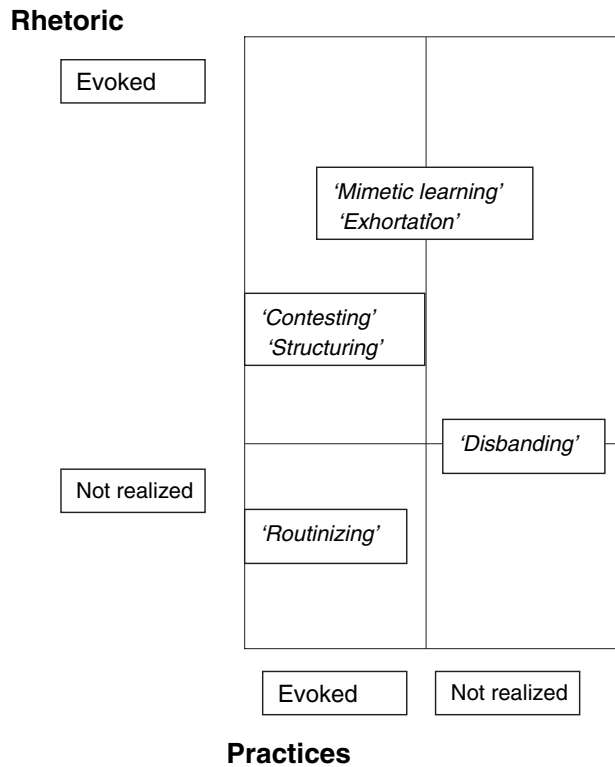 Rhetoric
Evoked
‘Mimetic learning’
‘Exhortation’
‘Contesting’
‘Structuring’
‘Disbanding’
Not realized
‘Routinizing’
Evoked
Not realized
Practices